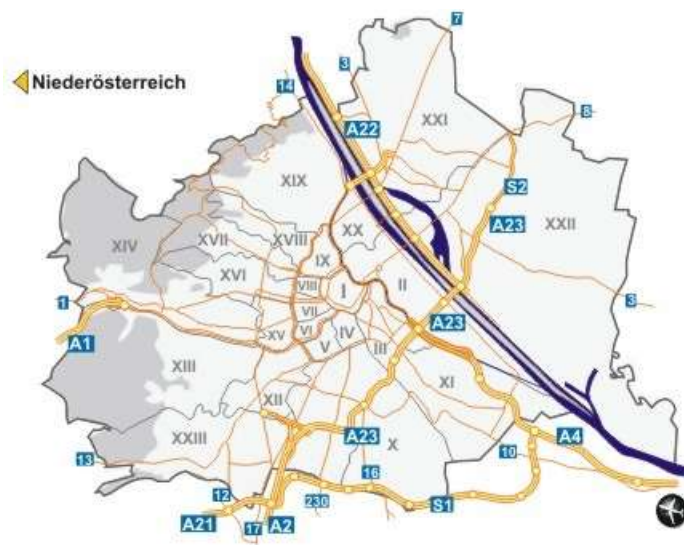 7
3
Niederösterreich
14
8
A22
XXI
XIX
S2
XIV
XVII
XVIII
XX
A23
XXII
IX
XVI
VIII
I
II
1
VII
3
A23
A1
XV
VI
IV
V
III
XIII
XI
XII
A23
A4
XXIII
X
10
13
16
12
230
S1
A21
17
A2